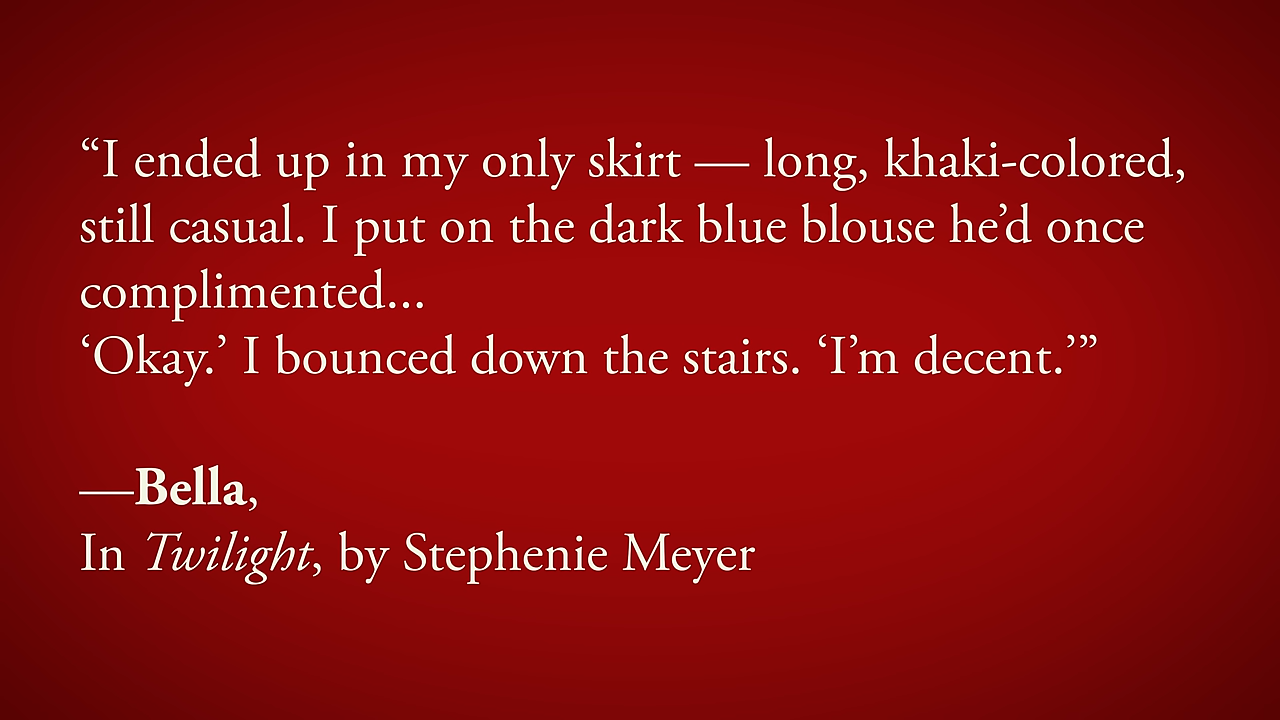 “I ended up in my only skirt — long, khaki-colored,
still casual. I put on the dark blue blouse he’d once
complimented...
‘Okay.’ I bounced down the stairs. ‘I’m decent.’”
—Bella,
In Twilight, by Stephenie Meyer